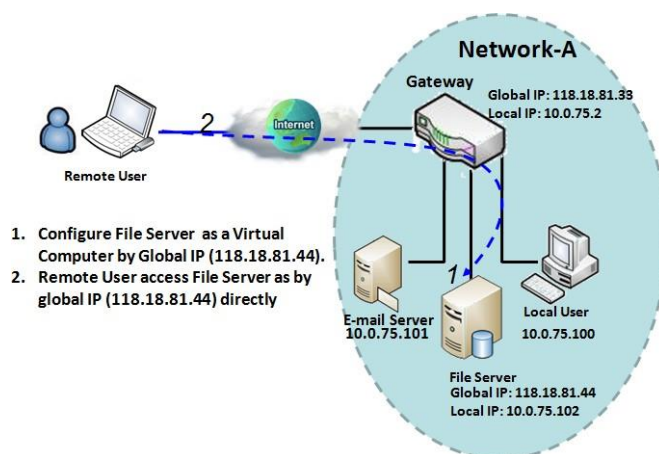 Network-A
Gateway
Global IP: 118.18.81.33
Local IP: 10.0.75.2
2
Internet
Remote User
1. Configure File Server as a Virtual
Computer by Global IP (118.18.81.44).
2. Remote User access File Server as by
global IP (118.18.81.44) directly
1
E-mail Server
10.0.75.101
Local User
10.0.75.100
File Server
Global IP: 118.18.81.44
Local IP: 10.0.75.102